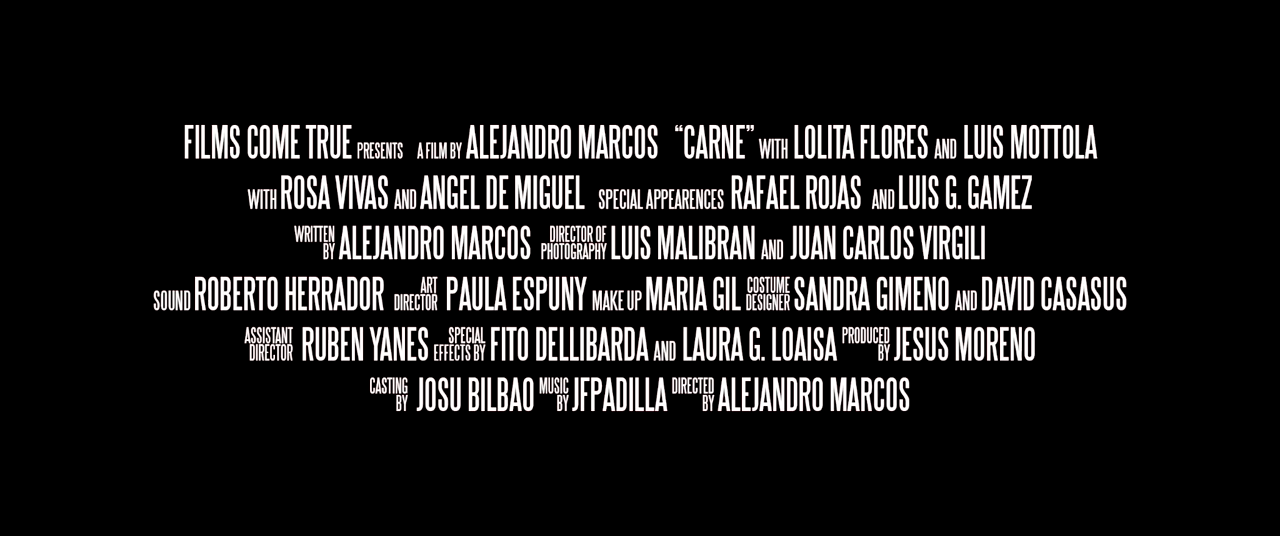 FILMS COME TRUE PRESENTS A FILM BY ALEJANDRO MARCOS “CARNE” WITH LOLITA FLORES AND LUIS MOTTOLA
WITH ROSA VIVAS AND ANGEL DE MIGUEL SPECIAL APPEARENCES RAFAEL ROJAS AND LUIS G. GAMEZ
WRITTEN BY ALEJANDRO MARCOS DIRECTOR OF PHOTOGRAPHY LUIS MALIBRAN AND JUAN CARLOS VIRGILI
SOUND ROBERTO HERRADOR ART DIRECTOR PAULA ESPUNY MAKE UP MARIA GIL COSTUME DESIGNER SANDRA GIMENO AND DAVID CASASUS
ASSISTANT DIRECTOR RUBEN YANES SPECIAL EFFECTS BY FITO DELLIBARDA AND LAURA G. LOAISA PRODUCED BY JESUS MORENO
CASTING BY JOSU BILBAO MUSIC BY JFPADILLA DIRECTED BY ALEJANDRO MARCOS